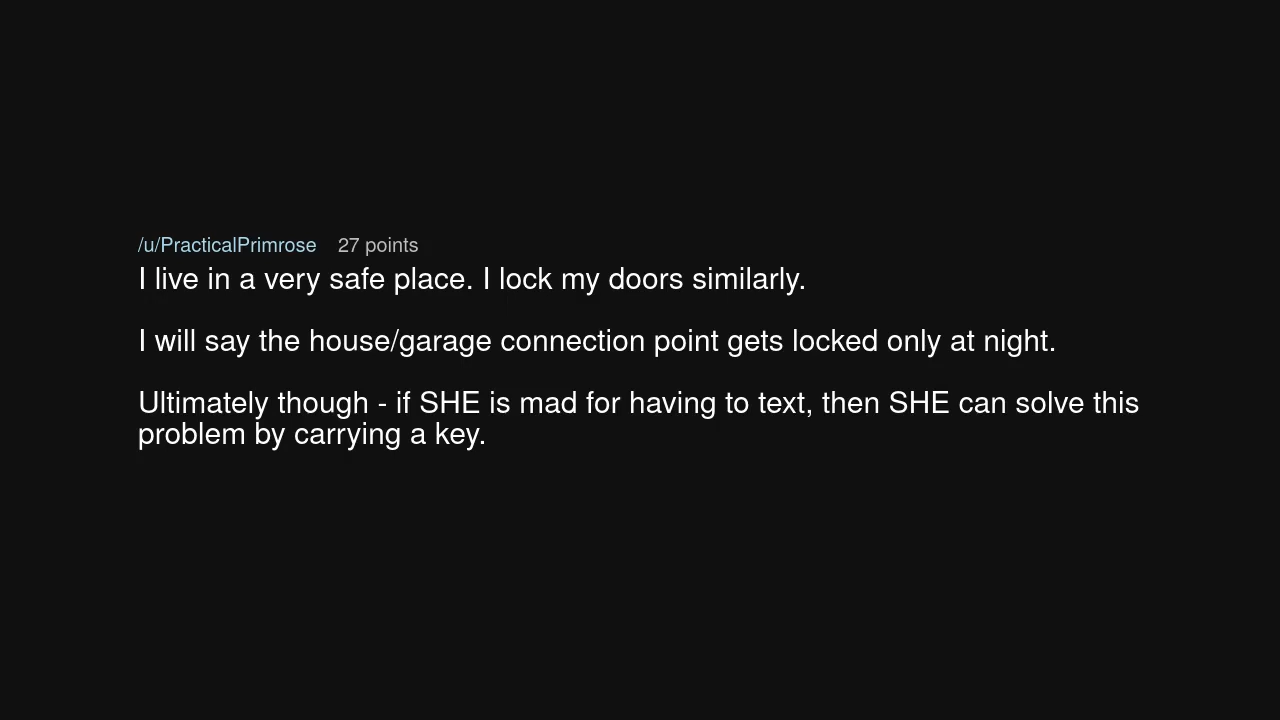 /u/PracticalPrimrose 27 points
I live in a very safe place. I lock my doors similarly.
I will say the house/garage connection point gets locked only at night.
Ultimately though - if SHE is mad for having to text, then SHE can solve this
problem by carrying a key.